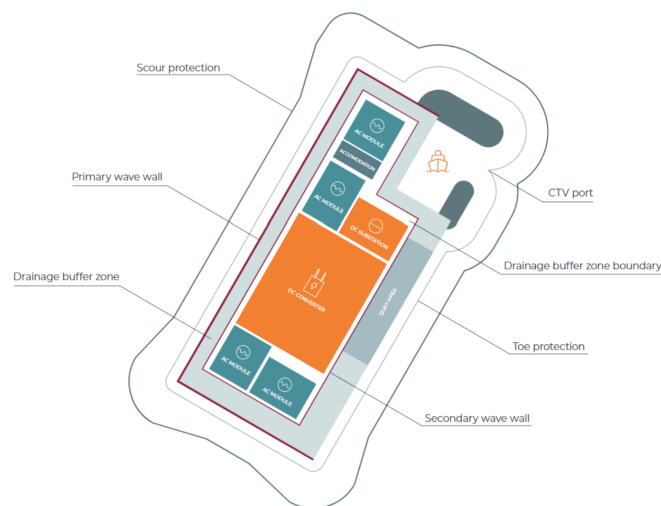 Scour protection
AC MODULE
ACCOMODATION
Primary wave wall
AC MODULE
CTV port
DC SUBSTATION
Drainage buffer zone
Drainage buffer zone boundary
DC CONVERTER
QUAY AREA
Toe protection
AC MODULE
AC MODULE
Secondary wave wall